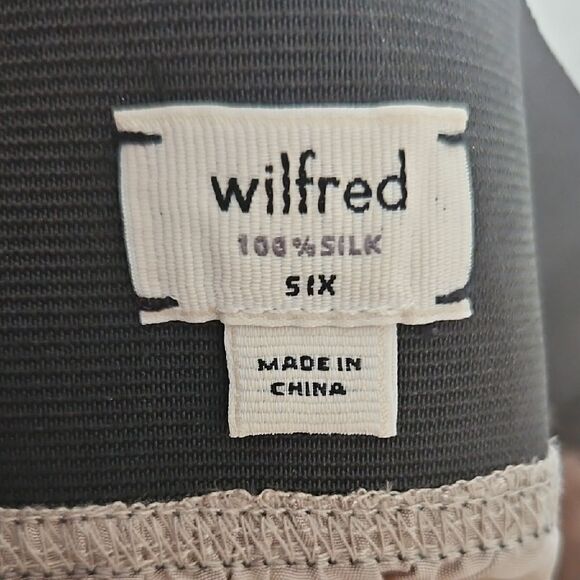 wilfred
100% SILK
SIX
MADE IN
CHINA